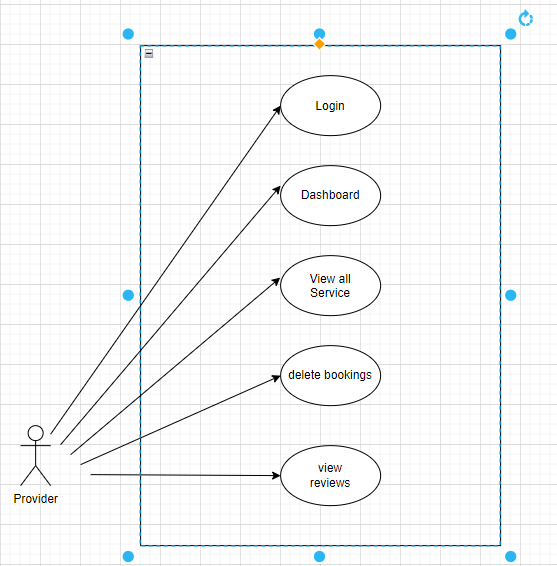 Login
Dashboard
View all
Service
delete bookings
view
reviews
Provider